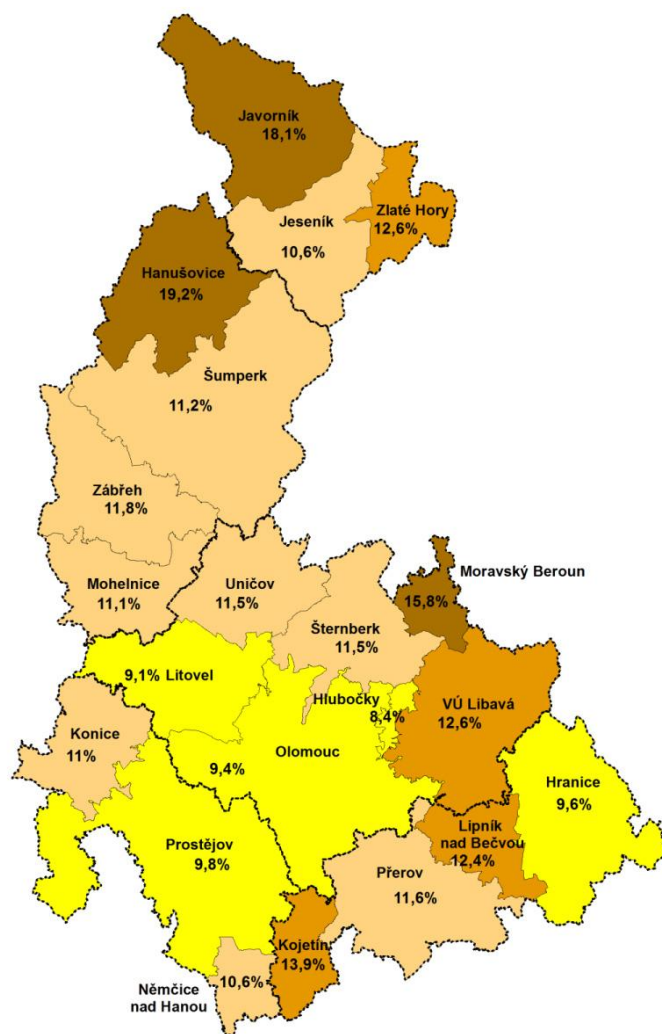 Javorník
18,1%
Jeseník
10,6%
Zlaté Hory
12,6%
Hanušovice
19,2%
Šumperk
11,2%
Zábřeh
11,8%
Mohelnice
11,1%
Uničov
11,5%
Šternberk
11,5%
Moravský Beroun
15,8%
9,1% Litovel
Hlubočky
8,4%
VÚ Libavá
12,6%
Konice
11%
Olomouc
9,4%
Hranice
9,6%
Prostějov
9,8%
Lipník
nad Bečvou
12,4%
Přerov
11,6%
Kojetín
13,9%
Němčice
nad Hanou
10,6%